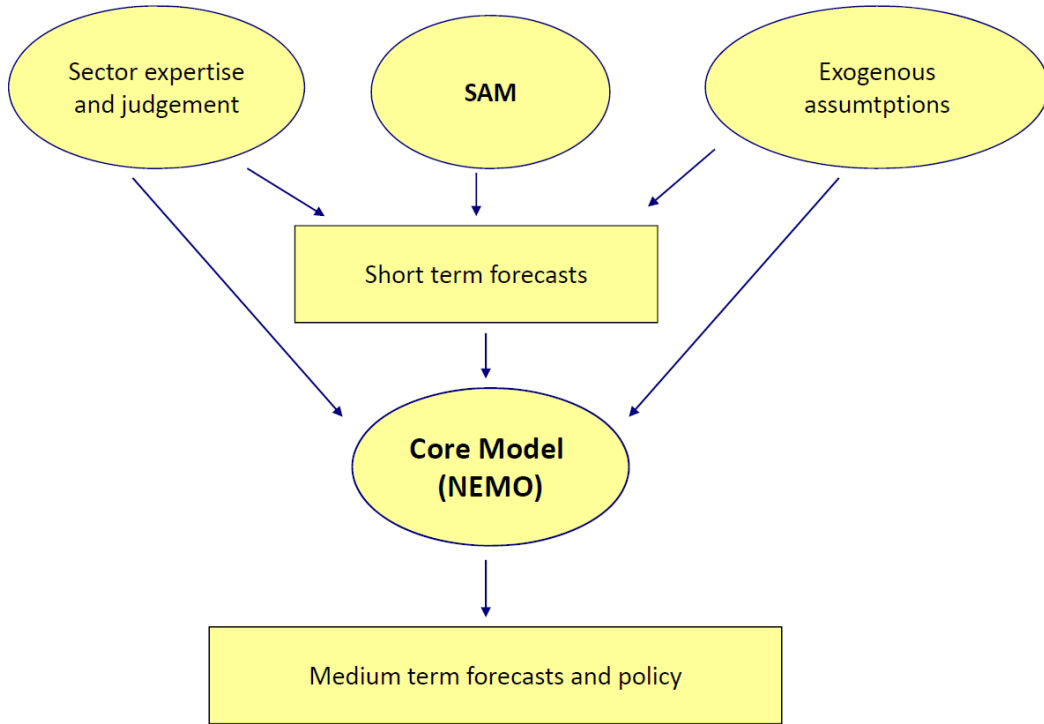 Sector expertise
and judgement
SAM
Exogenous
assumtptions
Short term forecasts
Core Model
(NEMO)
Medium term forecasts and policy